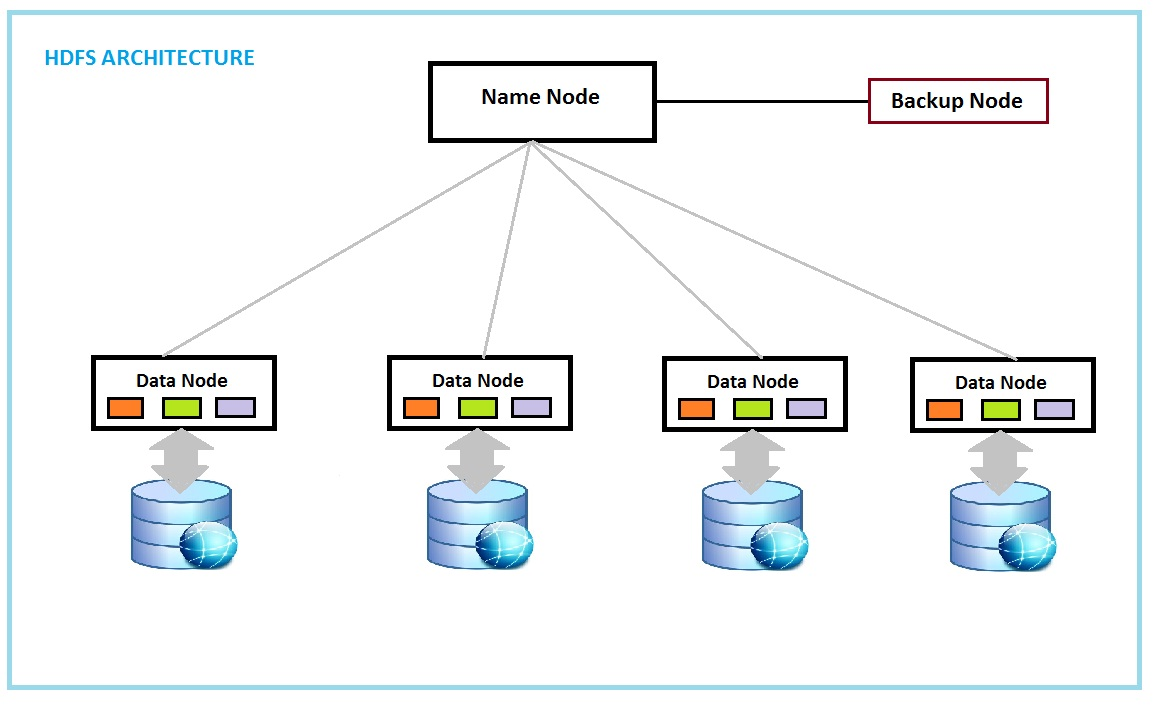 HDFS ARCHITECTURE
Name Node
Backup Node
Data Node
Data Node
Data Node
Data Node